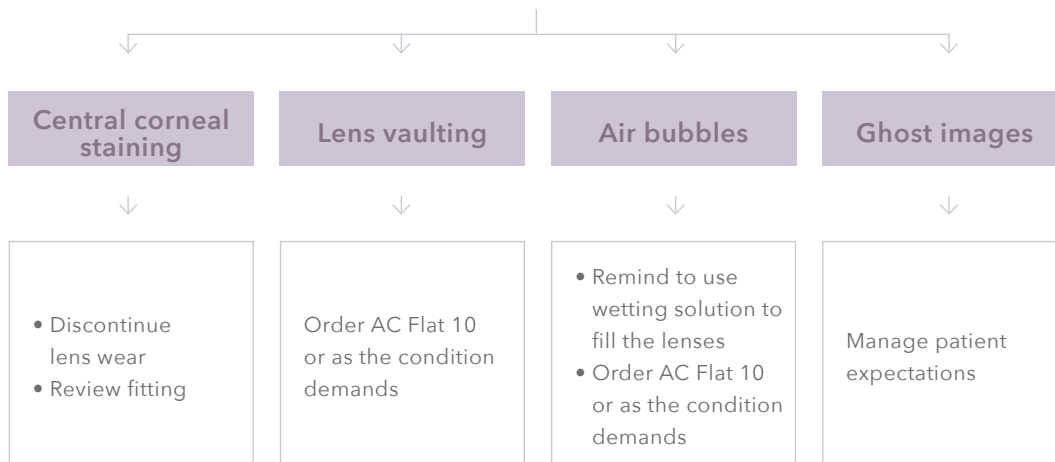 Central corneal
staining
Lens vaulting
Air bubbles
Ghost images
• Discontinue
lens wear
• Review fitting
Order AC Flat 10
or as the condition
demands
• Remind to use
wetting solution to
fill the lenses
• Order AC Flat 10
or as the condition
demands
Manage patient
expectations